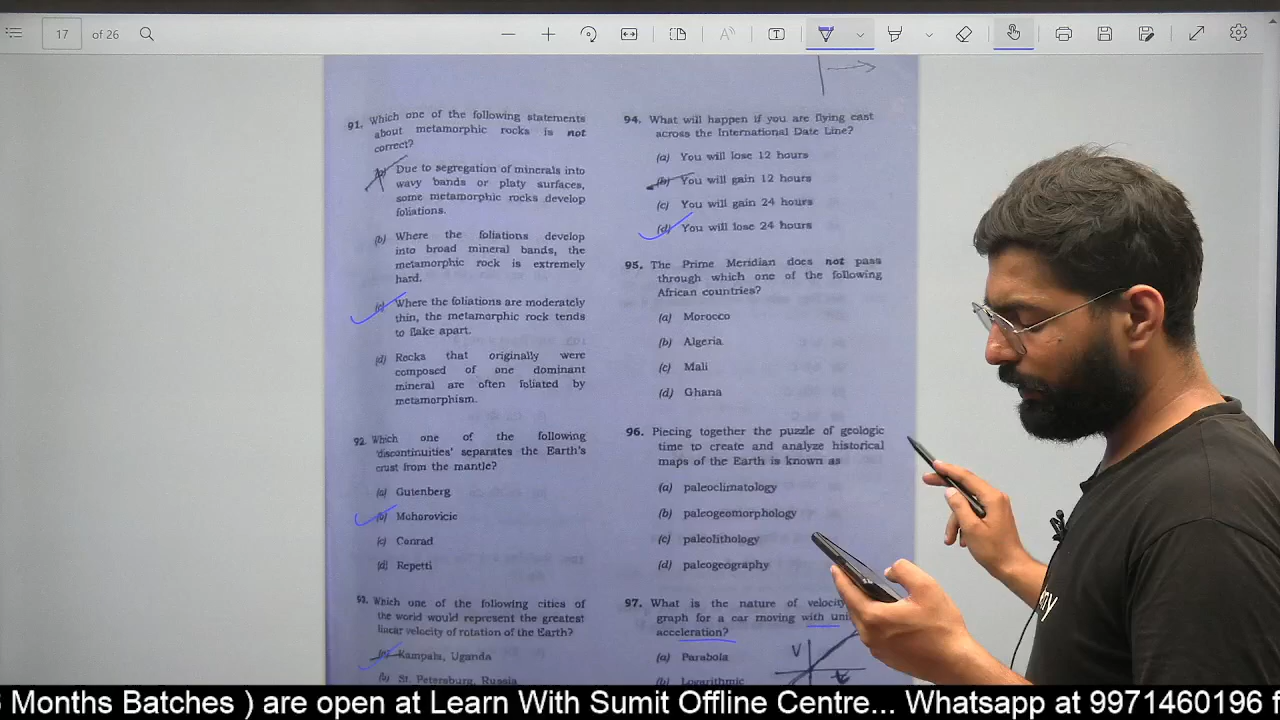 17
of 26
91. Which one of the following statements
about metamorphic rocks is not
correct?
(a) Due to segregation of minerals into
wavy bands or platy surfaces,
some metamorphic rocks develop
foliations.
(b) Where the foliations develop
into broad mineral bands, the
metamorphic rock is extremely
hard.
(c) Where the foliations are moderately
thin, the metamorphic rock tends
to flake apart.
(d) Rocks that originally were
composed of one dominant
mineral are often foliated by
metamorphism.
92. Which one of the following
'discontinuities' separates the Earth's
crust from the mantle?
(a) Gutenberg
(b) Mohorovicic
(c) Conrad
(d) Repetti
93. Which one of the following cities of
the world would represent the greatest
linear velocity of rotation of the Earth?
(a) Kampala, Uganda
(b) St. Petersburg, Russia
94. What will happen if you are flying east
across the International Date Line?
(a) You will lose 12 hours
(b) You will gain 12 hours
(c) You will gain 24 hours
(d) You will lose 24 hours
95. The Prime Meridian does not pass
through which one of the following
African countries?
(a) Morocco
(b) Algeria
(c) Mali
(d) Ghana
96. Piecing together the puzzle of geologic
time to create and analyze historical
maps of the Earth is known as
(a) paleoclimatology
(b) paleogeomorphology
(c) paleolithology
(d) paleogeography
97. What is the nature of velocity
graph for a car moving with uni
acceleration?
(a) Parabola
(b) Logarithmic
V
t
Months Batches ) are open at Learn With Sumit Offline Centre... Whatsapp at 9971460196 f